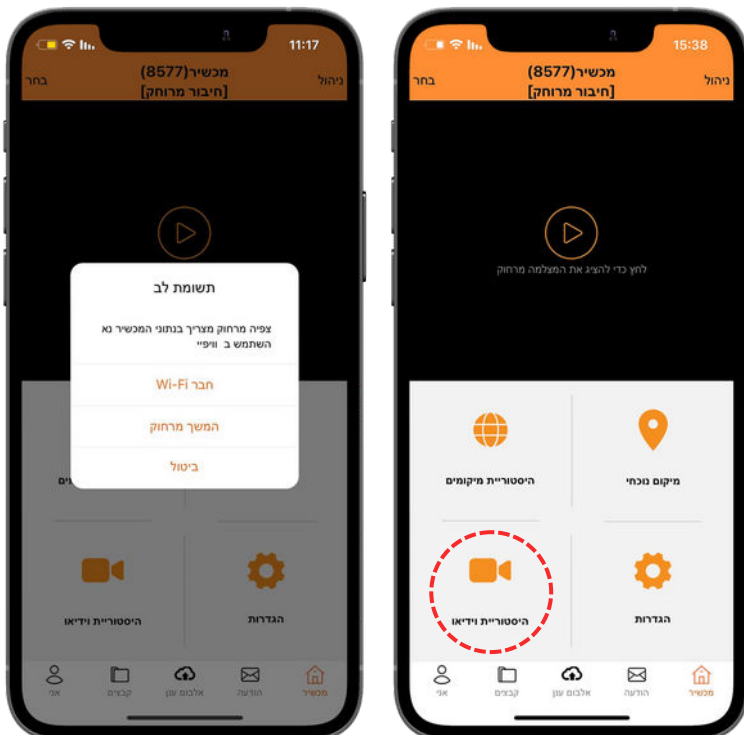 11:17
ניהול
מכשיר(8577)
בחר
[חיבור מרוחק]
תשומת לב
צפיה מרחוק מצריך בנתוני המכשיר נא
השתמש ב וויפיי
חבר Wi-Fi
המשך מרחוק
ביטול
הגדרות
היסטוריית וידיאו
מכשיר
הודעה
אלבום ענן
קבצים
אני
15:38
ניהול
מכשיר(8577)
בחר
[חיבור מרוחק]
לחץ כדי להציג את המצלמה מרחוק
מיקום נוכחי
היסטוריית מיקומים
הגדרות
היסטוריית וידיאו
מכשיר
הודעה
אלבום ענן
קבצים
אני